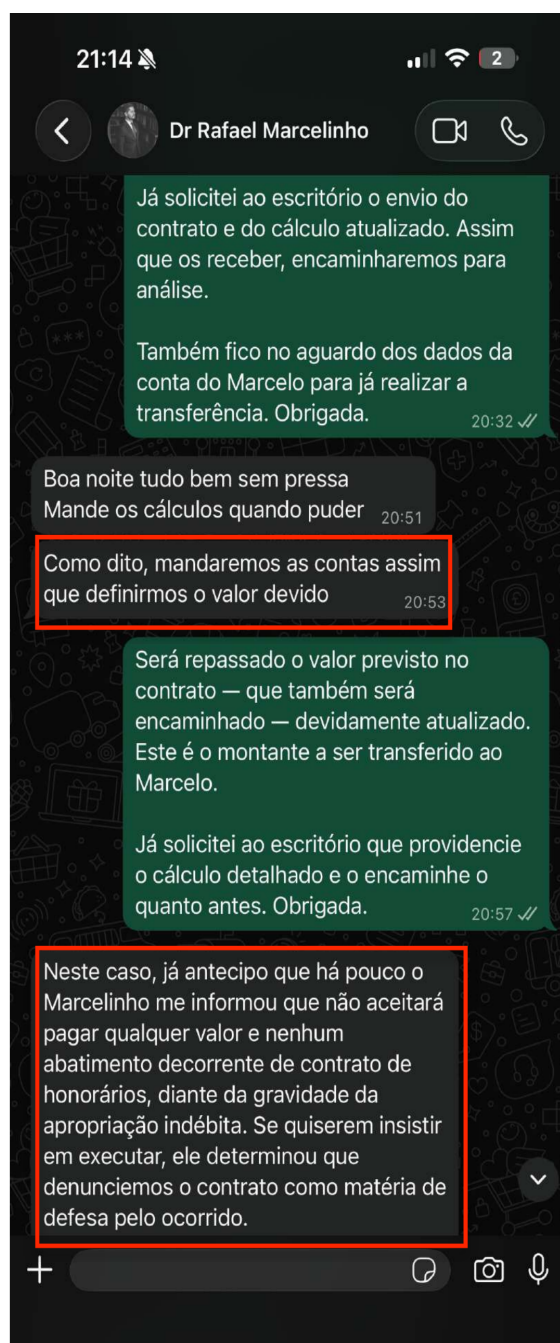 21:14
2
Dr Rafael Marcelinho
Já solicitei ao escritório o envio do
contrato e do cálculo atualizado. Assim
que os receber, encaminharemos para
análise.
Também fico no aguardo dos dados da
conta do Marcelo para já realizar a
transferência. Obrigada.
20:32
Boa noite tudo bem sem pressa
Mande os cálculos quando puder
20:51
Como dito, mandaremos as contas assim
que definirmos o valor devido
20:53
Será repassado o valor previsto no
contrato — que também será
encaminhado — devidamente atualizado.
Este é o montante a ser transferido ao
Marcelo.
Já solicitei ao escritório que providencie
o cálculo detalhado e o encaminhe o
quanto antes. Obrigada.
20:57
Neste caso, já antecipo que há pouco o
Marcelinho me informou que não aceitará
pagar qualquer valor e nenhum
abatimento decorrente de contrato de
honorários, diante da gravidade da
apropriação indébita. Se quiserem insistir
em executar, ele determinou que
denunciemos o contrato como matéria de
defesa pelo ocorrido.